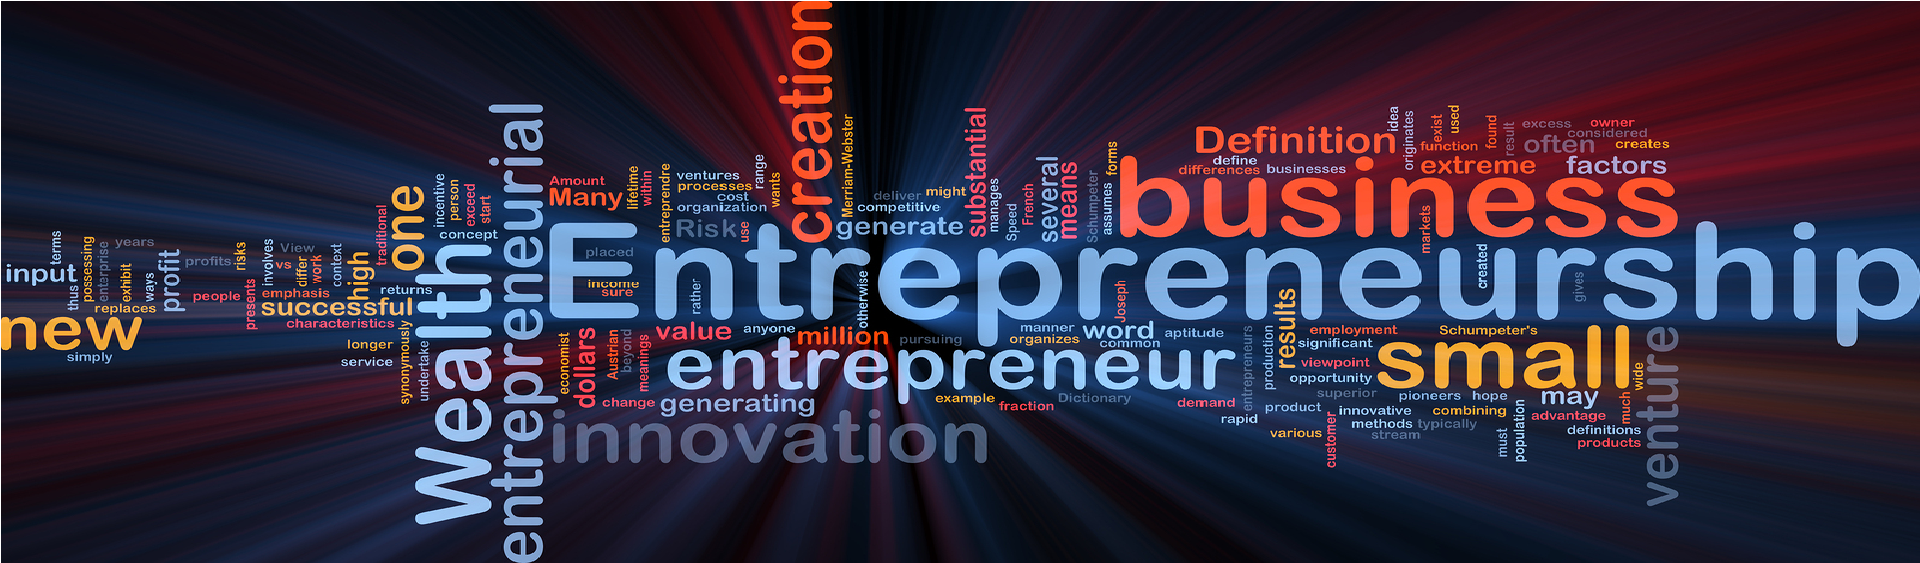 creation
Entrepreneurship
business
entrepreneur
Wealth
entrepreneurial
innovation
small
venture
new
one
Definition
input
terms
thus
possessing
enterprise
years
exhibit
replaces
simply
ways
profit
profits
risks
people
presents
involves
View
vs
differ
work
context
emphasis
high
successful
characteristics
traditional
returns
longer
service
synonymously
undertake
incentive
person
exceed
start
concept
Amount
Many
lifetime
within
entreprendre
ventures
processes
cost
organization
range
wants
Risk
use
placed
income
sure
rather
Merriam-Webster
deliver
might
competitive
generate
substantial
manages
Speed
French
several
means
Schumpeter
assumes
forms
differences
define
businesses
idea
originates
exist
used
function
extreme
found
result
excess
often
considered
owner
creates
factors
markets
created
gives
otherwise
Joseph
economist
dollars
Austrian
beyond
meanings
value
anyone
million
pursuing
change
generating
manner
organizes
word
common
aptitude
example
fraction
Dictionary
demand
rapid
entrepreneurs
production
results
employment
significant
viewpoint
opportunity
superior
product
various
customer
innovative
methods
stream
typically
combining
pioneers
hope
Schumpeter's
must
population
may
advantage
definitions
products
much
wide